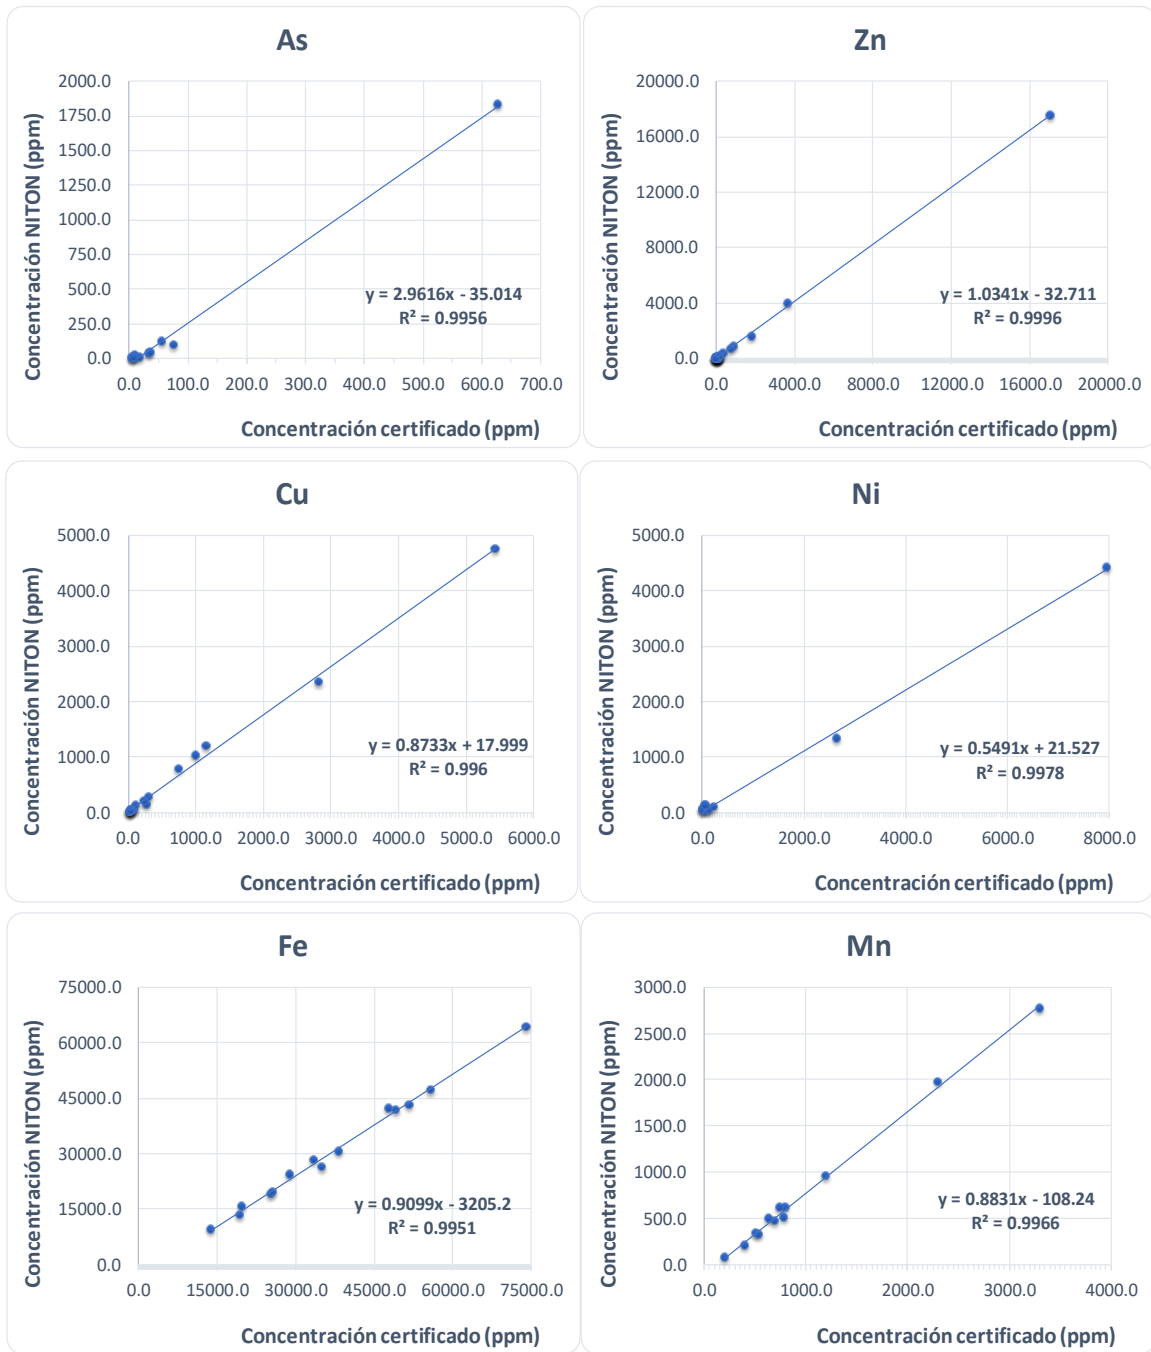 As
2000.0
1750.0
1500.0
1250.0
1000.0
750.0
500.0
250.0
0.0
Concentración NITON (ppm)
y = 2.9616x - 35.014
R² = 0.9956
0.0 100.0 200.0 300.0 400.0 500.0 600.0 700.0
Concentración certificado (ppm)
Zn
20000.0
16000.0
12000.0
8000.0
4000.0
0.0
Concentración NITON (ppm)
y = 1.0341x - 32.711
R² = 0.9996
0.0 4000.0 8000.0 12000.0 16000.0 20000.0
Concentración certificado (ppm)
Cu
5000.0
4000.0
3000.0
2000.0
1000.0
0.0
Concentración NITON (ppm)
y = 0.8733x + 17.999
R² = 0.996
0.0 1000.0 2000.0 3000.0 4000.0 5000.0 6000.0
Concentración certificado (ppm)
Ni
5000.0
4000.0
3000.0
2000.0
1000.0
0.0
Concentración NITON (ppm)
y = 0.5491x + 21.527
R² = 0.9978
0.0 2000.0 4000.0 6000.0 8000.0
Concentración certificado (ppm)
Fe
75000.0
60000.0
45000.0
30000.0
15000.0
0.0
Concentración NITON (ppm)
y = 0.9099x - 3205.2
R² = 0.9951
0.0 15000.0 30000.0 45000.0 60000.0 75000.0
Concentración certificado (ppm)
Mn
3000.0
2500.0
2000.0
1500.0
1000.0
500.0
0.0
Concentración NITON (ppm)
y = 0.8831x - 108.24
R² = 0.9966
0.0 1000.0 2000.0 3000.0 4000.0
Concentración certificado (ppm)